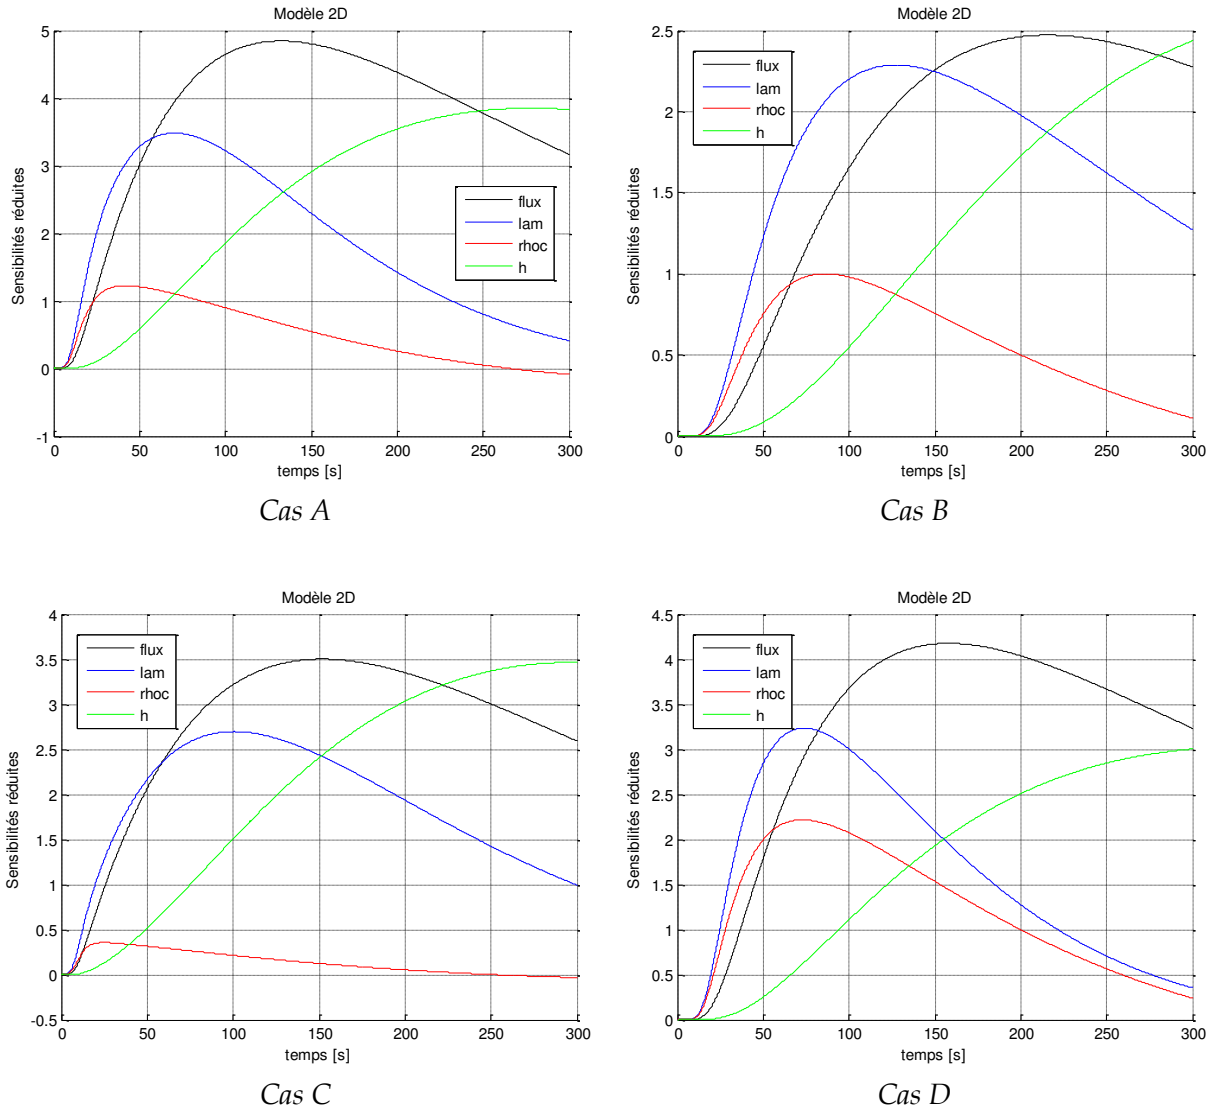 Modèle 2D
Sensibilités réduites
5
4
3
2
1
0
-1
flux
lam
rhoc
h
0 50 100 150 200 250 300
temps [s]
Cas A
Modèle 2D
Sensibilités réduites
2.5
2
1.5
1
0.5
0
flux
lam
rhoc
h
0 50 100 150 200 250 300
temps [s]
Cas B
Modèle 2D
Sensibilités réduites
4
3.5
3
2.5
2
1.5
1
0.5
0
-0.5
flux
lam
rhoc
h
0 50 100 150 200 250 300
temps [s]
Cas C
Modèle 2D
Sensibilités réduites
4.5
4
3.5
3
2.5
2
1.5
1
0.5
0
flux
lam
rhoc
h
0 50 100 150 200 250 300
temps [s]
Cas D